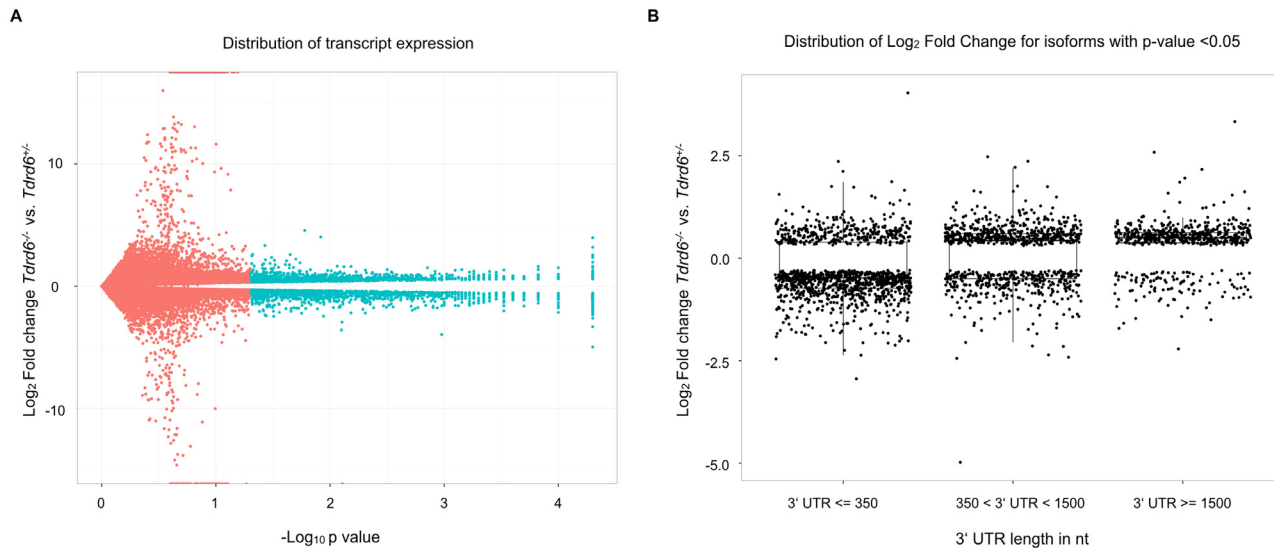 A
Distribution of transcript expression
Log₂ Fold change Tdrd6⁻/⁻ vs. Tdrd6⁺/⁻
10
0
-10
0 1 2 3 4
-Log₁₀ p value
B
Distribution of Log₂ Fold Change for isoforms with p-value <0.05
Log₂ Fold change Tdrd6⁻/⁻ vs. Tdrd6⁺/⁻
2.5
0.0
-2.5
-5.0
3' UTR <= 350 350 < 3' UTR < 1500 3' UTR >= 1500
3' UTR length in nt